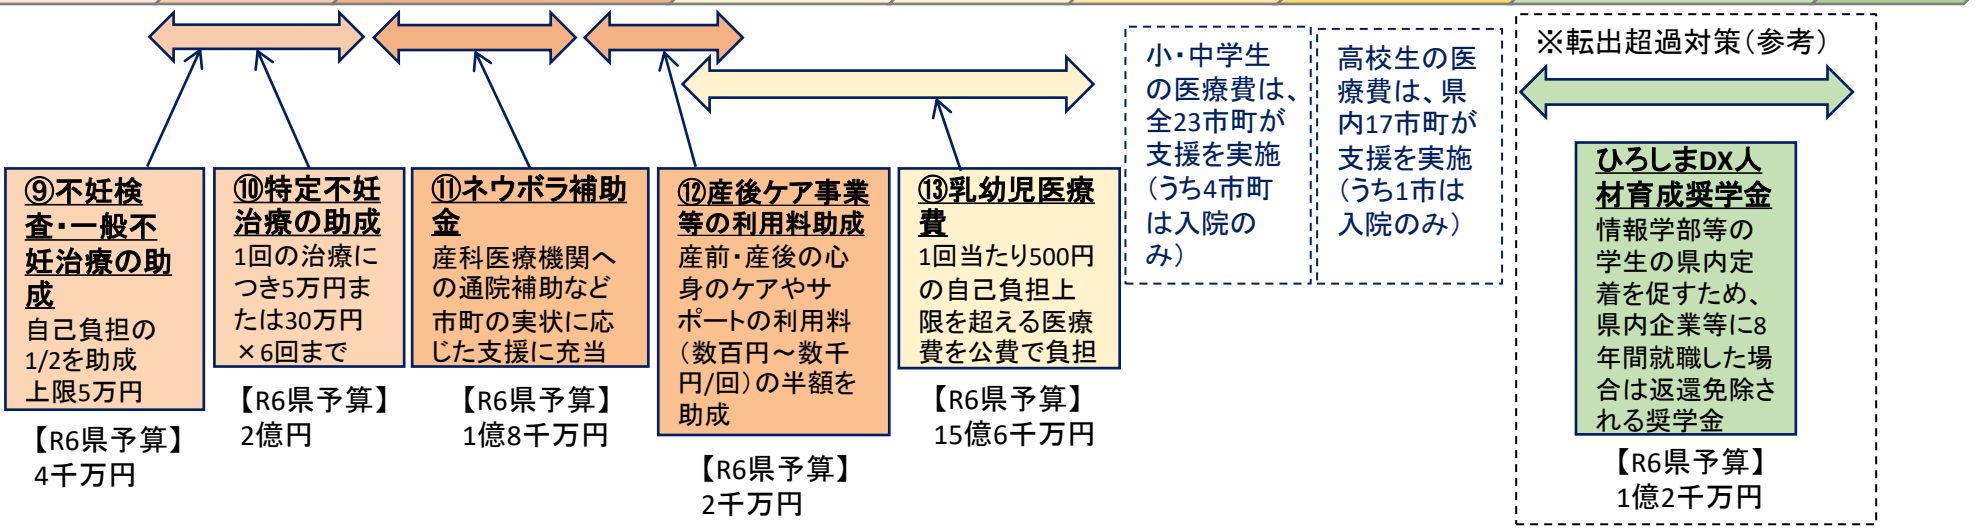 ⑨不妊検
査・一般不
妊治療の助
成
自己負担の
1/2を助成
上限5万円
【R6県予算】
4千万円
⑩特定不妊
治療の助成
1回の治療に
つき5万円ま
たは30万円
×6回まで
【R6県予算】
2億円
⑪ネウボラ補助
金
産科医療機関へ
の通院補助など
市町の実状に応
じた支援に充当
【R6県予算】
1億8千万円
⑫産後ケア事業
等の利用料助成
産前・産後の心
身のケアやサ
ポートの利用料
（数百円～数千
円/回）の半額を
助成
【R6県予算】
2千万円
⑬乳幼児医療
費
1回当たり500円
の自己負担上
限を超える医療
費を公費で負担
【R6県予算】
15億6千万円
小・中学生
の医療費は、
全23市町が
支援を実施
（うち4市町
は入院の
み）
高校生の医
療費は、県
内17市町が
支援を実施
（うち1市は
入院のみ）
※転出超過対策（参考）
ひろしまDX人
材育成奨学金
情報学部等の
学生の県内定
着を促すため、
県内企業等に8
年間就職した場
合は返還免除さ
れる奨学金
【R6県予算】
1億2千万円